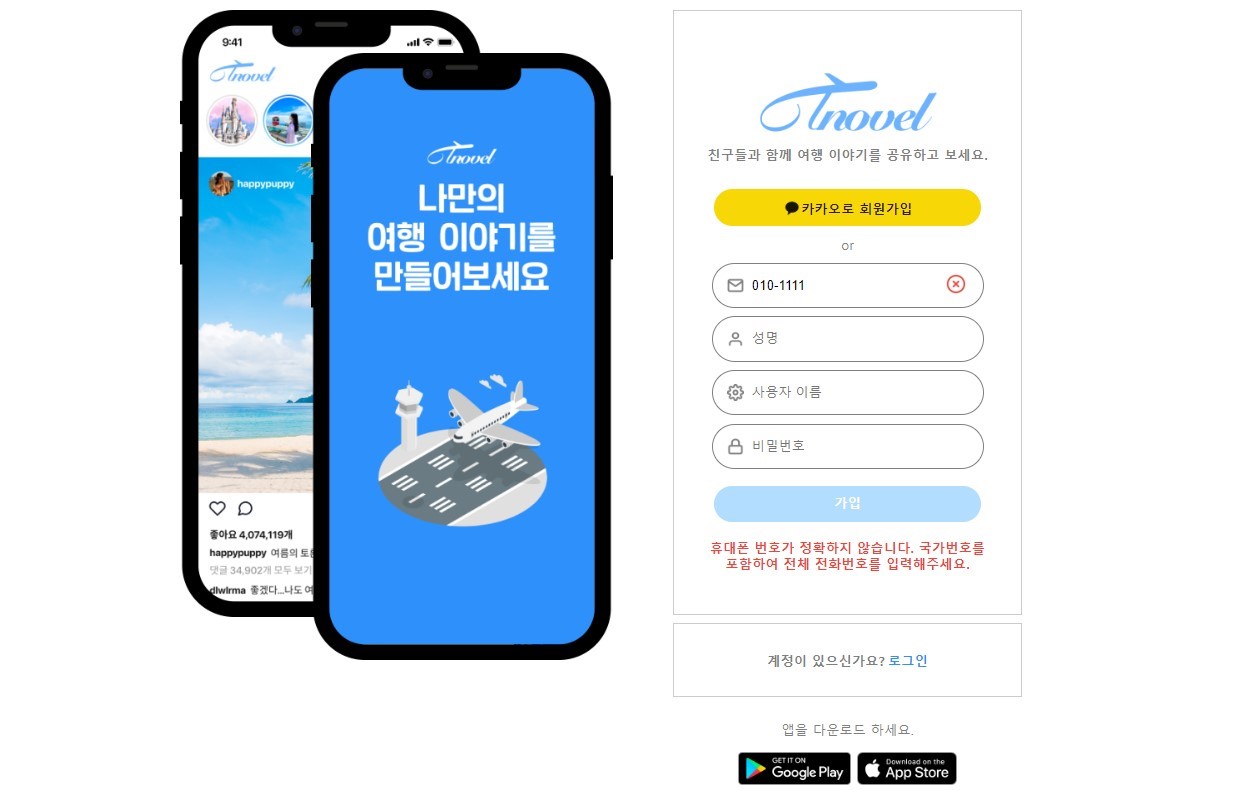 9:41
Tnovel
happypuppy
좋아요 4,074,119개
happypuppy 여름의 토
댓글 34,902개 모두 보기
dlwlrma 좋겠다...나도 여
Tnovel
나만의
여행 이야기를
만들어보세요
Tnovel
친구들과 함께 여행 이야기를 공유하고 보세요.
카카오로 회원가입
or
010-1111
성명
사용자 이름
비밀번호
가입
휴대폰 번호가 정확하지 않습니다. 국가번호를
포함하여 전체 전화번호를 입력해주세요.
계정이 있으신가요? 로그인
앱을 다운로드 하세요.
GET IT ON
Google Play
Download on the
App Store